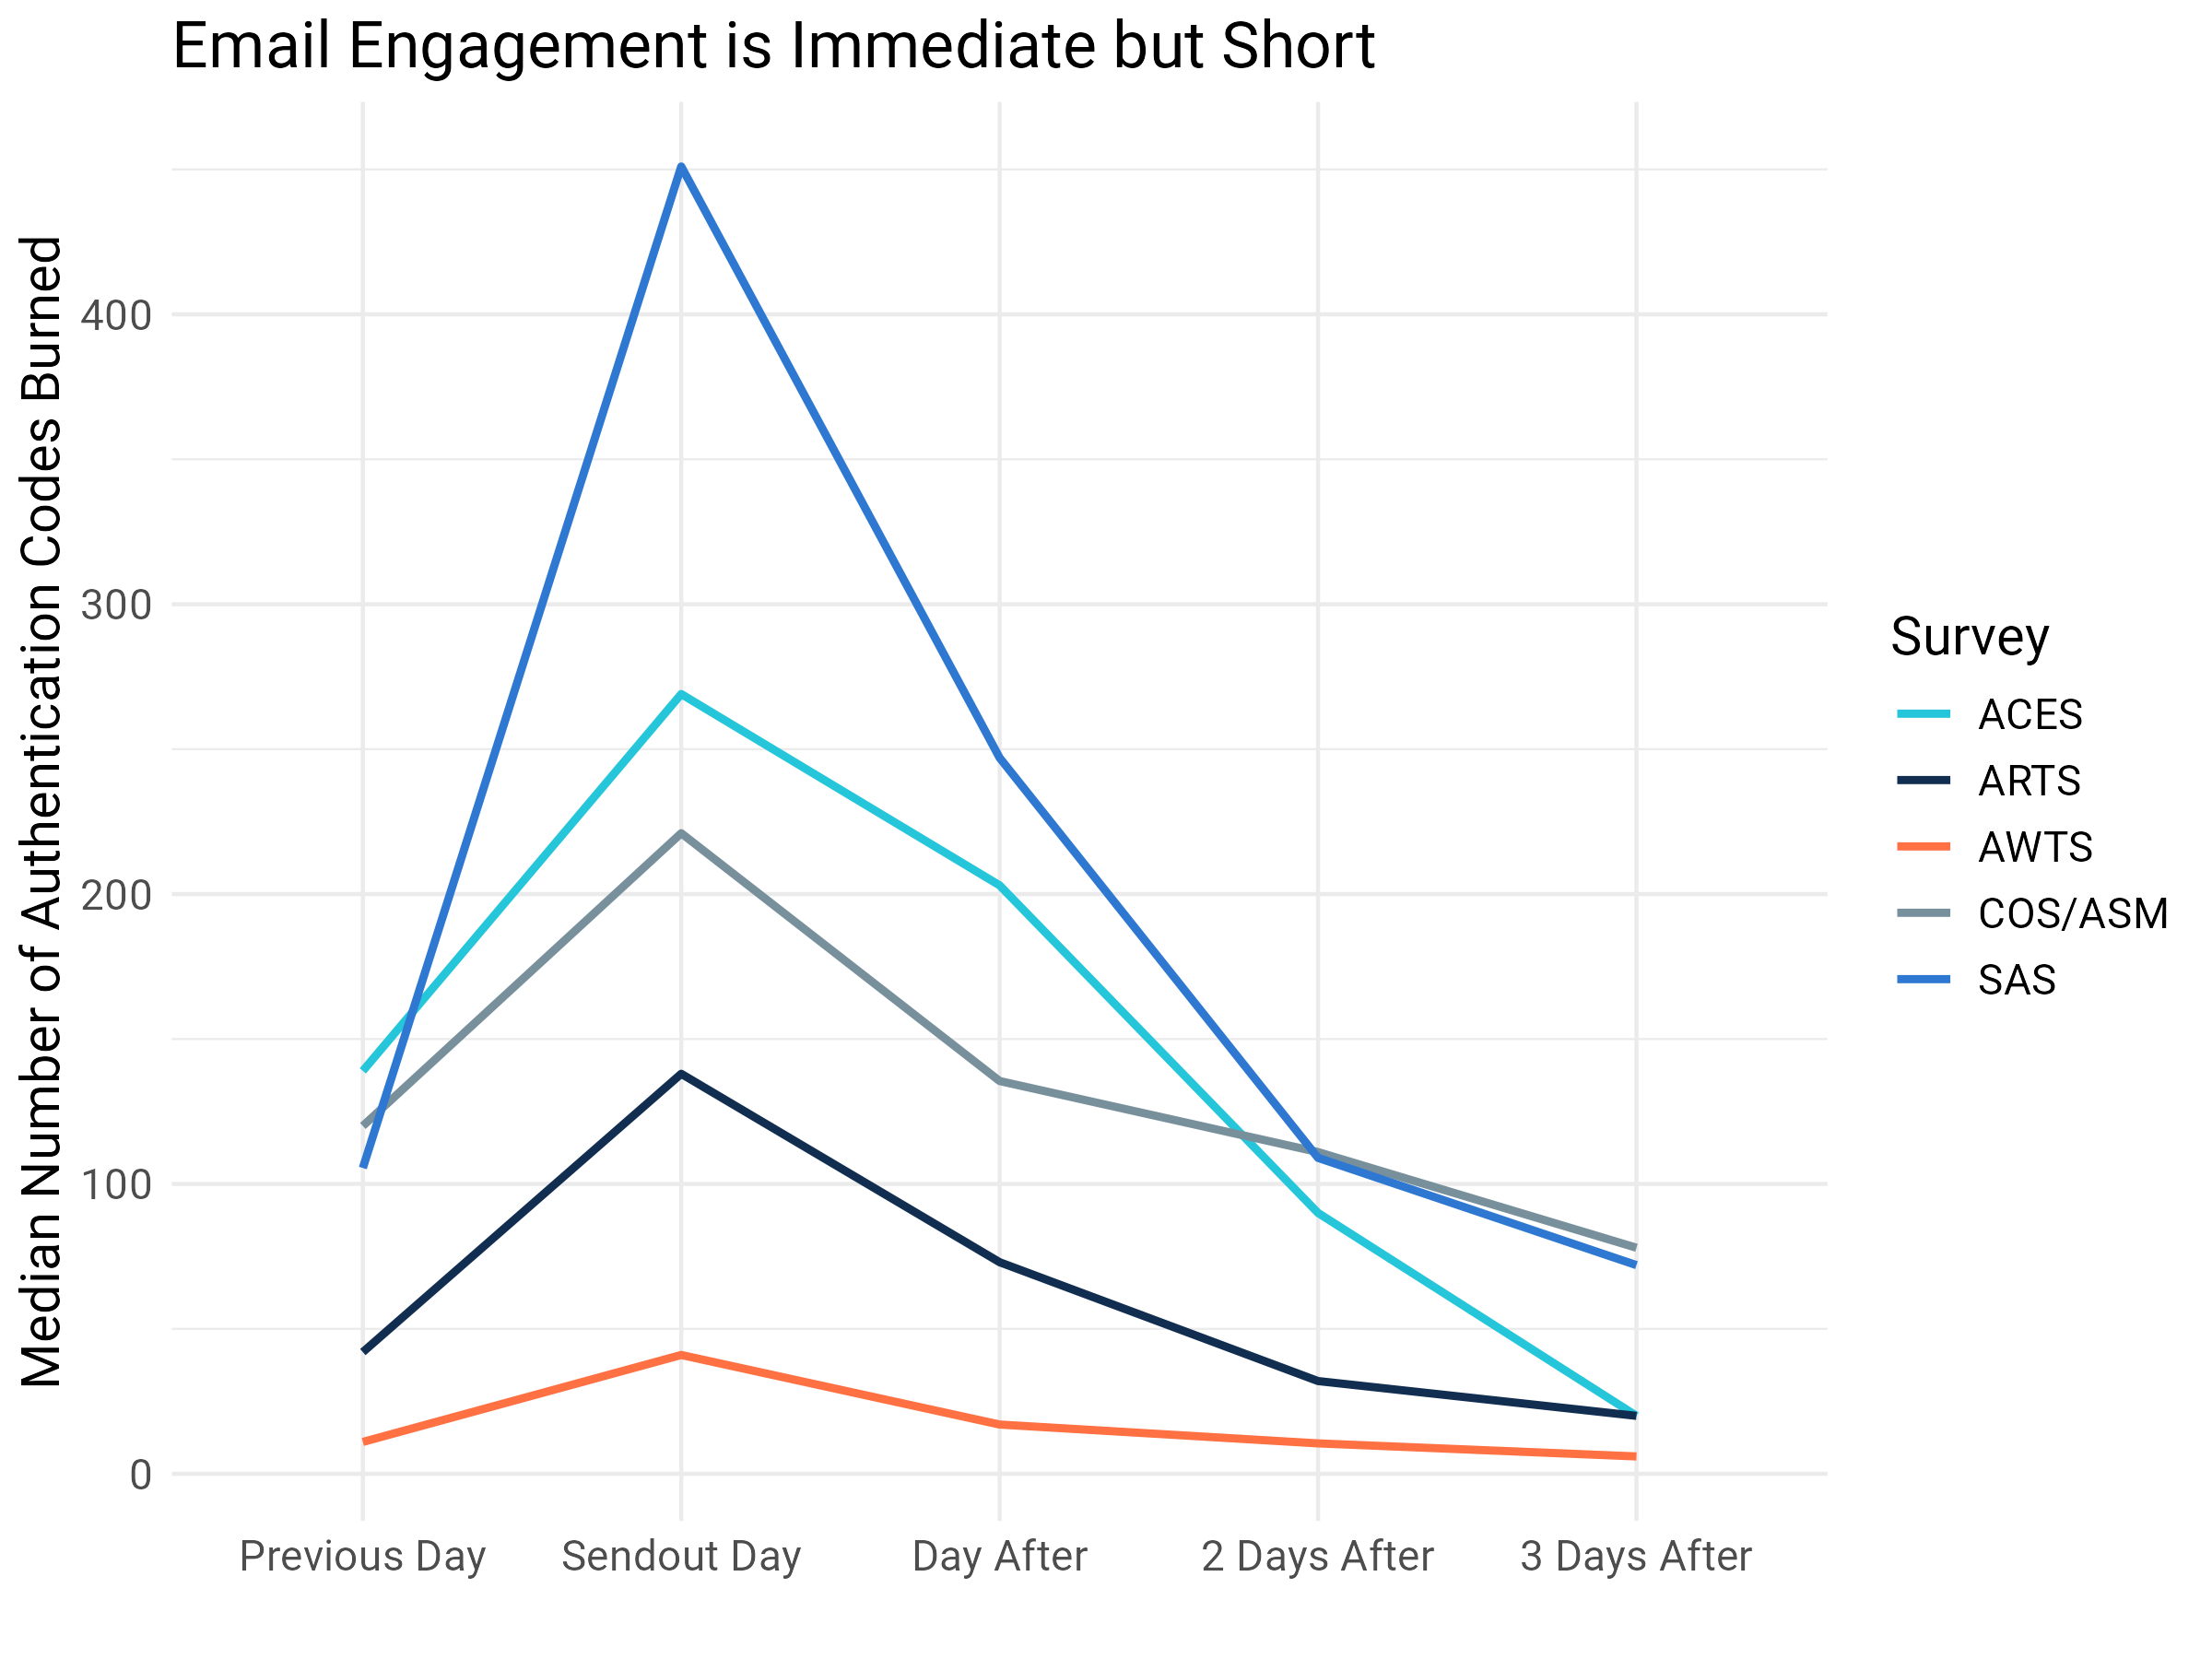 Email Engagement is Immediate but Short
Median Number of Authentication Codes Burned
400
300
200
100
0
Previous Day
Sendout Day
Day After
2 Days After
3 Days After
Survey
ACES
ARTS
AWTS
COS/ASM
SAS